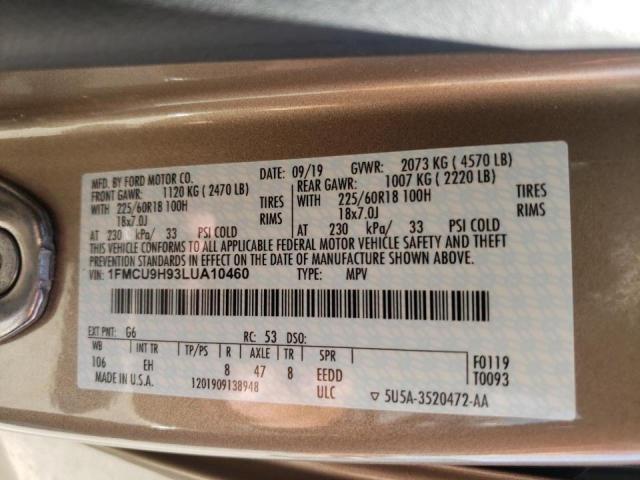 MFD. BY FORD MOTOR CO.
DATE: 09/19 GVWR: 2073 KG ( 4570 LB)
FRONT GAWR: 1120 KG ( 2470 LB)
REAR GAWR: 1007 KG ( 2220 LB)
WITH 225/60R18 100H TIRES
18x7.0J RIMS
WITH 225/60R18 100H TIRES
18x7.0J RIMS
AT 230 kPa/ 33 PSI COLD
AT 230 kPa/ 33 PSI COLD
THIS VEHICLE CONFORMS TO ALL APPLICABLE FEDERAL MOTOR VEHICLE SAFETY AND THEFT
PREVENTION STANDARDS IN EFFECT ON THE DATE OF MANUFACTURE SHOWN ABOVE.
VIN: 1FMCU9H93LUA10460 TYPE: MPV
EXT PNT: G6 RC: 53 DSO:
WB INT TR TP/PS R AXLE TR SPR
106 EH 8 47 8 EEDD
F0119
T0093
MADE IN U.S.A. 1201909138948 ULC
▽ 5U5A-3520472-AA